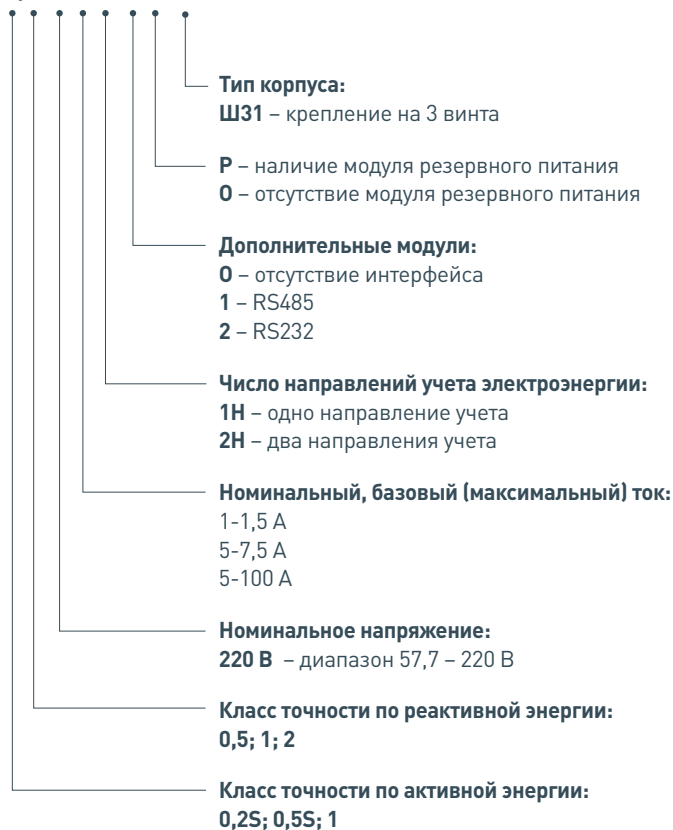 Тип корпуса:
Ш31 – крепление на 3 винта
Р – наличие модуля резервного питания
О – отсутствие модуля резервного питания
Дополнительные модули:
0 – отсутствие интерфейса
1 – RS485
2 – RS232
Число направлений учета электроэнергии:
1Н – одно направление учета
2Н – два направления учета
Номинальный, базовый (максимальный) ток:
1-1,5 А
5-7,5 А
5-100 А
Номинальное напряжение:
220 В – диапазон 57,7 – 220 В
Класс точности по реактивной энергии:
0,5; 1; 2
Класс точности по активной энергии:
0,2S; 0,5S; 1